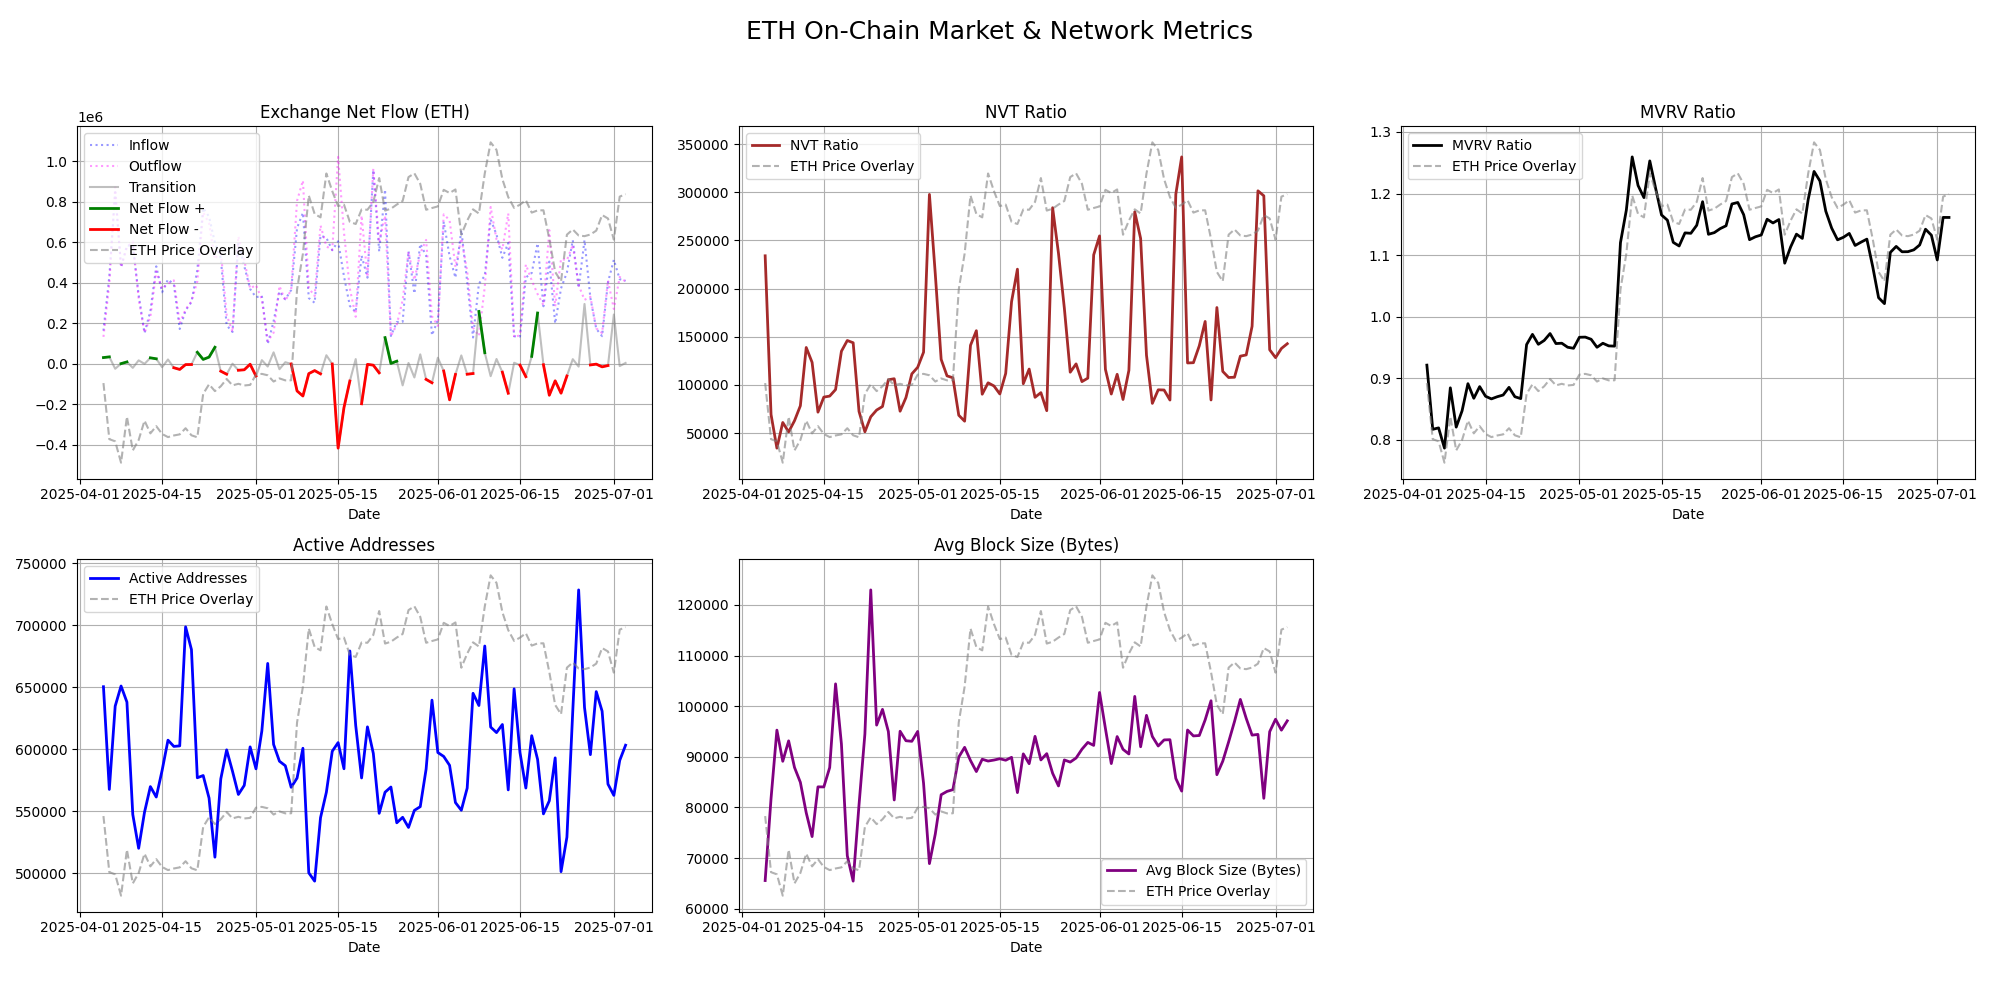 ETH On-Chain Market & Network Metrics
Exchange Net Flow (ETH)
1e6
Inflow
Outflow
Transition
Net Flow +
Net Flow -
ETH Price Overlay
1.0
0.8
0.6
0.4
0.2
0.0
−0.2
−0.4
2025-04-01 2025-04-15 2025-05-01 2025-05-15 2025-06-01 2025-06-15 2025-07-01
Date
NVT Ratio
NVT Ratio
ETH Price Overlay
350000
300000
250000
200000
150000
100000
50000
2025-04-01 2025-04-15 2025-05-01 2025-05-15 2025-06-01 2025-06-15 2025-07-01
Date
MVRV Ratio
MVRV Ratio
ETH Price Overlay
1.3
1.2
1.1
1.0
0.9
0.8
2025-04-01 2025-04-15 2025-05-01 2025-05-15 2025-06-01 2025-06-15 2025-07-01
Date
Active Addresses
Active Addresses
ETH Price Overlay
750000
700000
650000
600000
550000
500000
2025-04-01 2025-04-15 2025-05-01 2025-05-15 2025-06-01 2025-06-15 2025-07-01
Date
Avg Block Size (Bytes)
120000
110000
100000
90000
80000
70000
60000
Avg Block Size (Bytes)
ETH Price Overlay
2025-04-01 2025-04-15 2025-05-01 2025-05-15 2025-06-01 2025-06-15 2025-07-01
Date